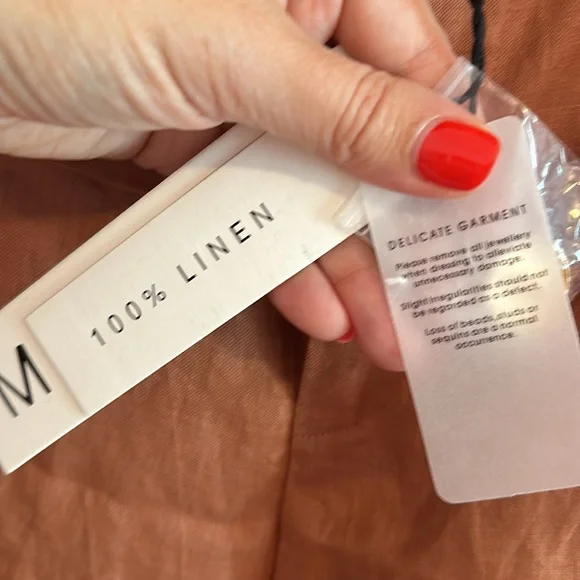 M
100% LINEN
DELICATE GARMENT
Please remove all jewellery
when dressing to alleviate
unnecessary damage.
Slight irregularities should not
be regarded as a defect.
Loss of beads, studs or
sequins are a normal
occurrence.